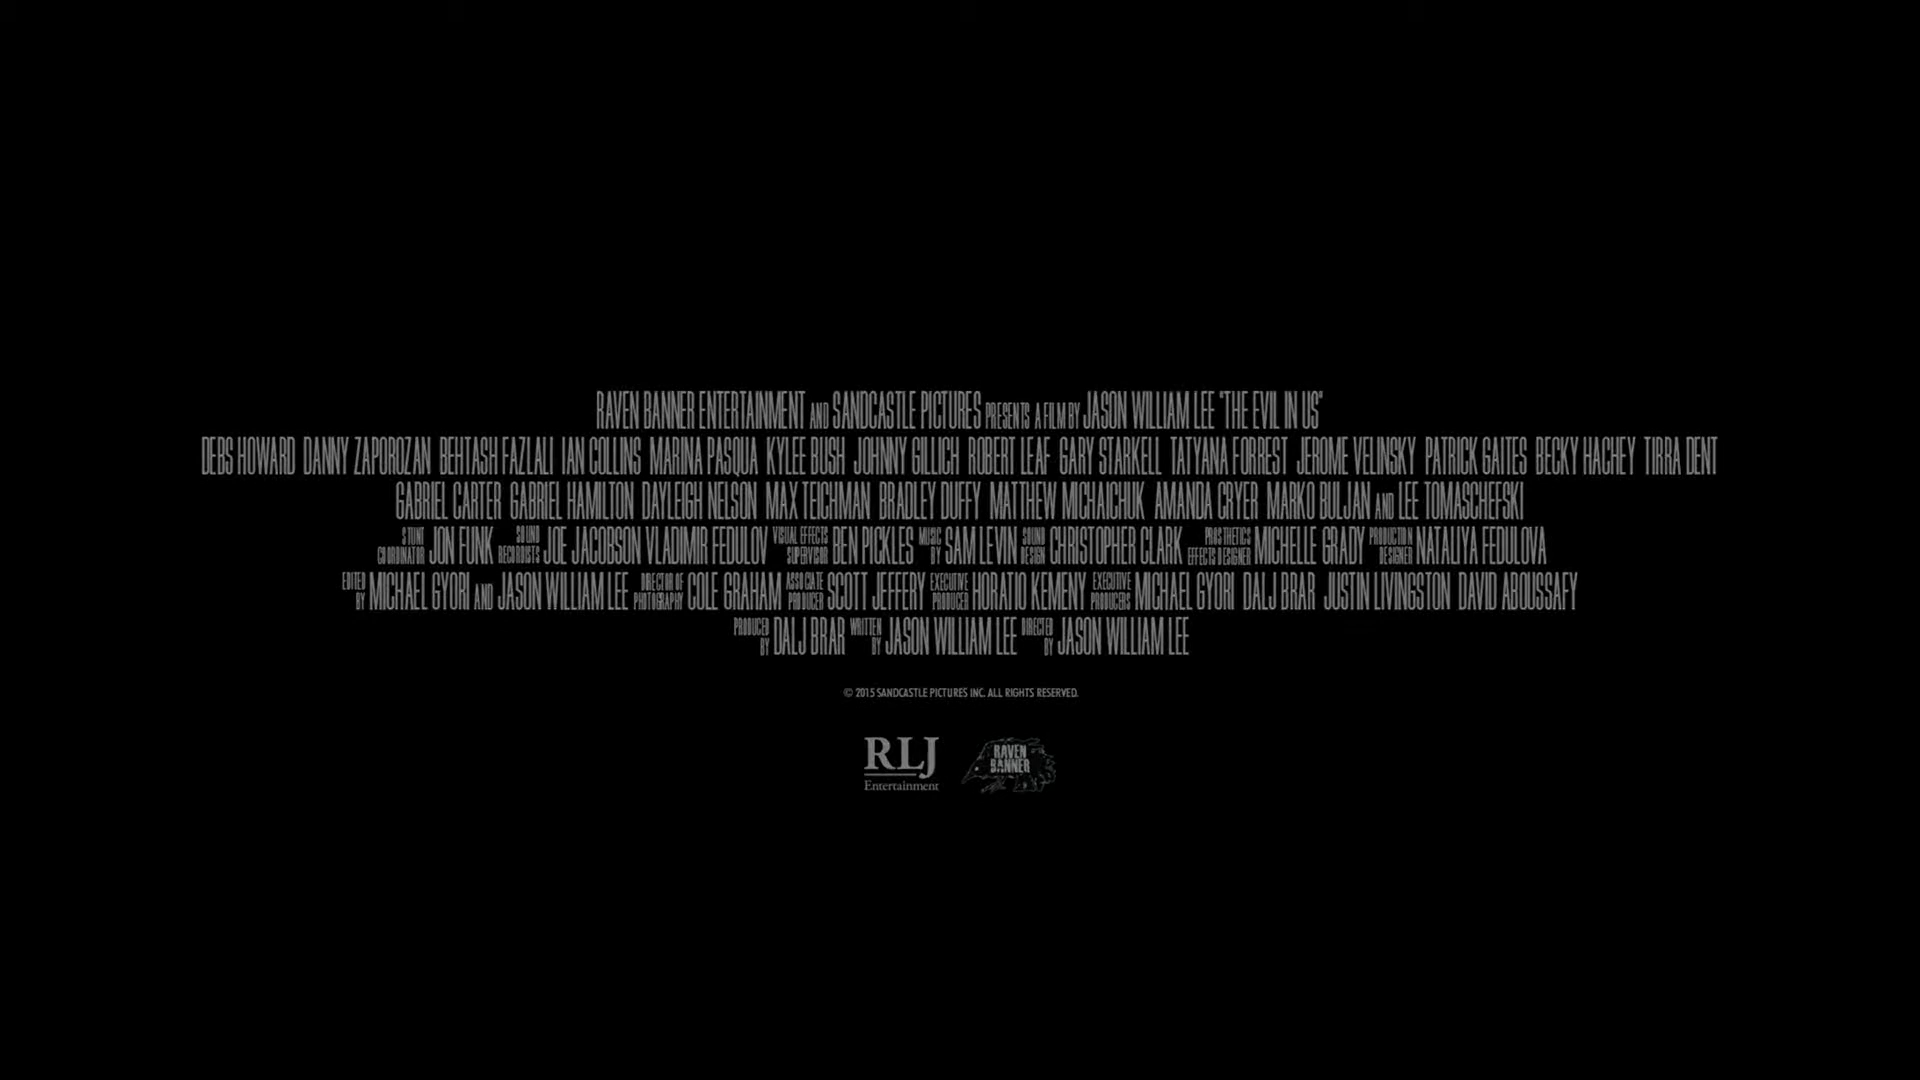 RAVEN BANNER ENTERTAINMENT AND SANDCASTLE PICTURES PRESENTS A FILM BY JASON WILLIAM LEE "THE EVIL IN US"
DEBS HOWARD DANNY ZAPOROZAN BEHTASH FAZLALI IAN COLLINS MARINA PASQUA KYLEE BUSH JOHNNY GILLICH ROBERT LEAF GARY STARKELL TATYANA FORREST JEROME VELINSKY PATRICK GAITES BECKY HACHEY TIRRA DENT
GABRIEL CARTER GABRIEL HAMILTON DAYLEIGH NELSON MAX TEICHMAN BRADLEY DUFFY MATTHEW MICHAICHUK AMANDA CRYER MARKO BULJAN AND LEE TOMASCHEFSKI
STUNT COORDINATOR JON FUNK SOUND RECORDISTS JOE JACOBSON VLADIMIR FEDULOV VISUAL EFFECTS SUPERVISOR BEN PICKLES MUSIC BY SAM LEVIN SOUND DESIGN CHRISTOPHER CLARK PROSTHETICS EFFECTS DESIGNER MICHELLE GRADY PRODUCTION DESIGNER NATALIYA FEDULOVA
EDITED BY MICHAEL GYORI AND JASON WILLIAM LEE DIRECTOR OF PHOTOGRAPHY COLE GRAHAM ASSOCIATE PRODUCER SCOTT JEFFERY EXECUTIVE PRODUCER HORATIO KEMENY EXECUTIVE PRODUCERS MICHAEL GYORI DALJ BRAR JUSTIN LIVINGSTON DAVID ABOUSSAFY
PRODUCED BY DALJ BRAR WRITTEN BY JASON WILLIAM LEE DIRECTED BY JASON WILLIAM LEE
© 2015 SANDCASTLE PICTURES INC. ALL RIGHTS RESERVED.
RLJ
Entertainment
RAVEN
BANNER